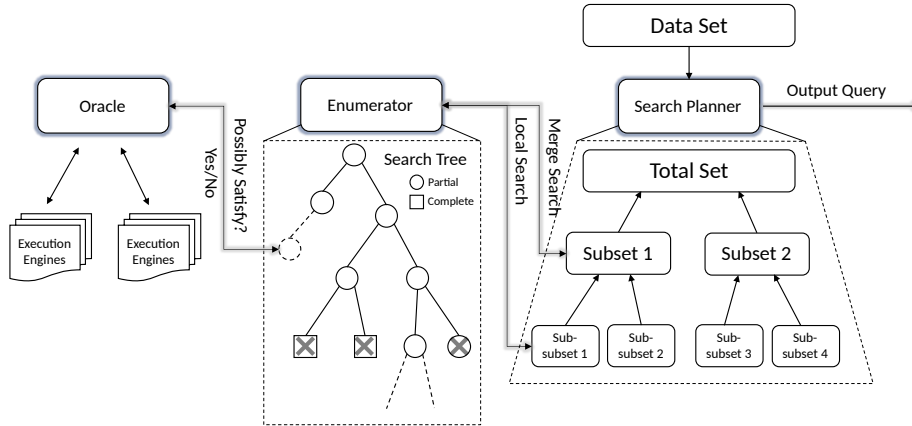 Data Set
Oracle
Enumerator
Search Planner
Output Query
Possibly Satisfy?
Yes/No
Search Tree
Partial
Complete
Local Search
Merge Search
Total Set
Execution
Engines
Execution
Engines
Subset 1
Subset 2
Sub-
subset 1
Sub-
subset 2
Sub-
subset 3
Sub-
subset 4